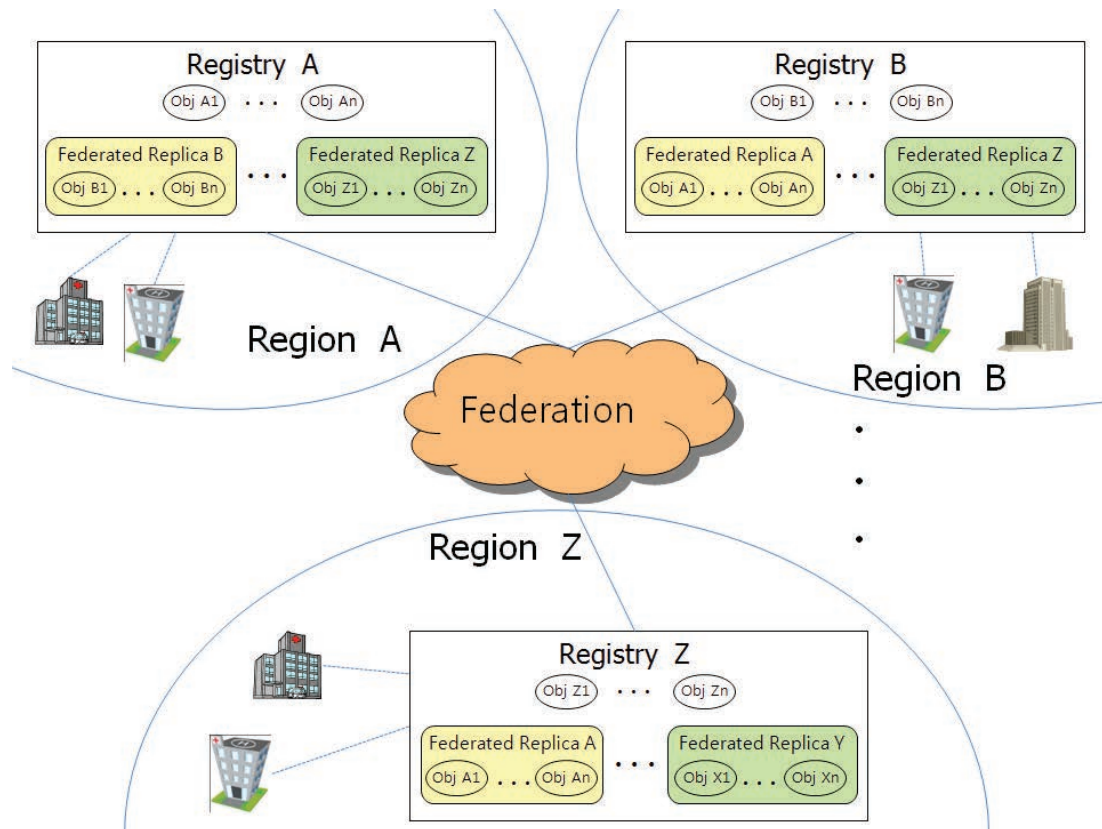 Registry A
Obj A1 ... Obj An
Federated Replica B ... Federated Replica Z
Obj B1 ... Obj Bn Obj Z1 ... Obj Zn
Registry B
Obj B1 ... Obj Bn
Federated Replica A ... Federated Replica Z
Obj A1 ... Obj An Obj Z1 ... Obj Zn
Region A
Region B
Federation
Region Z
Registry Z
Obj Z1 ... Obj Zn
Federated Replica A ... Federated Replica Y
Obj A1 ... Obj An Obj X1 ... Obj Xn